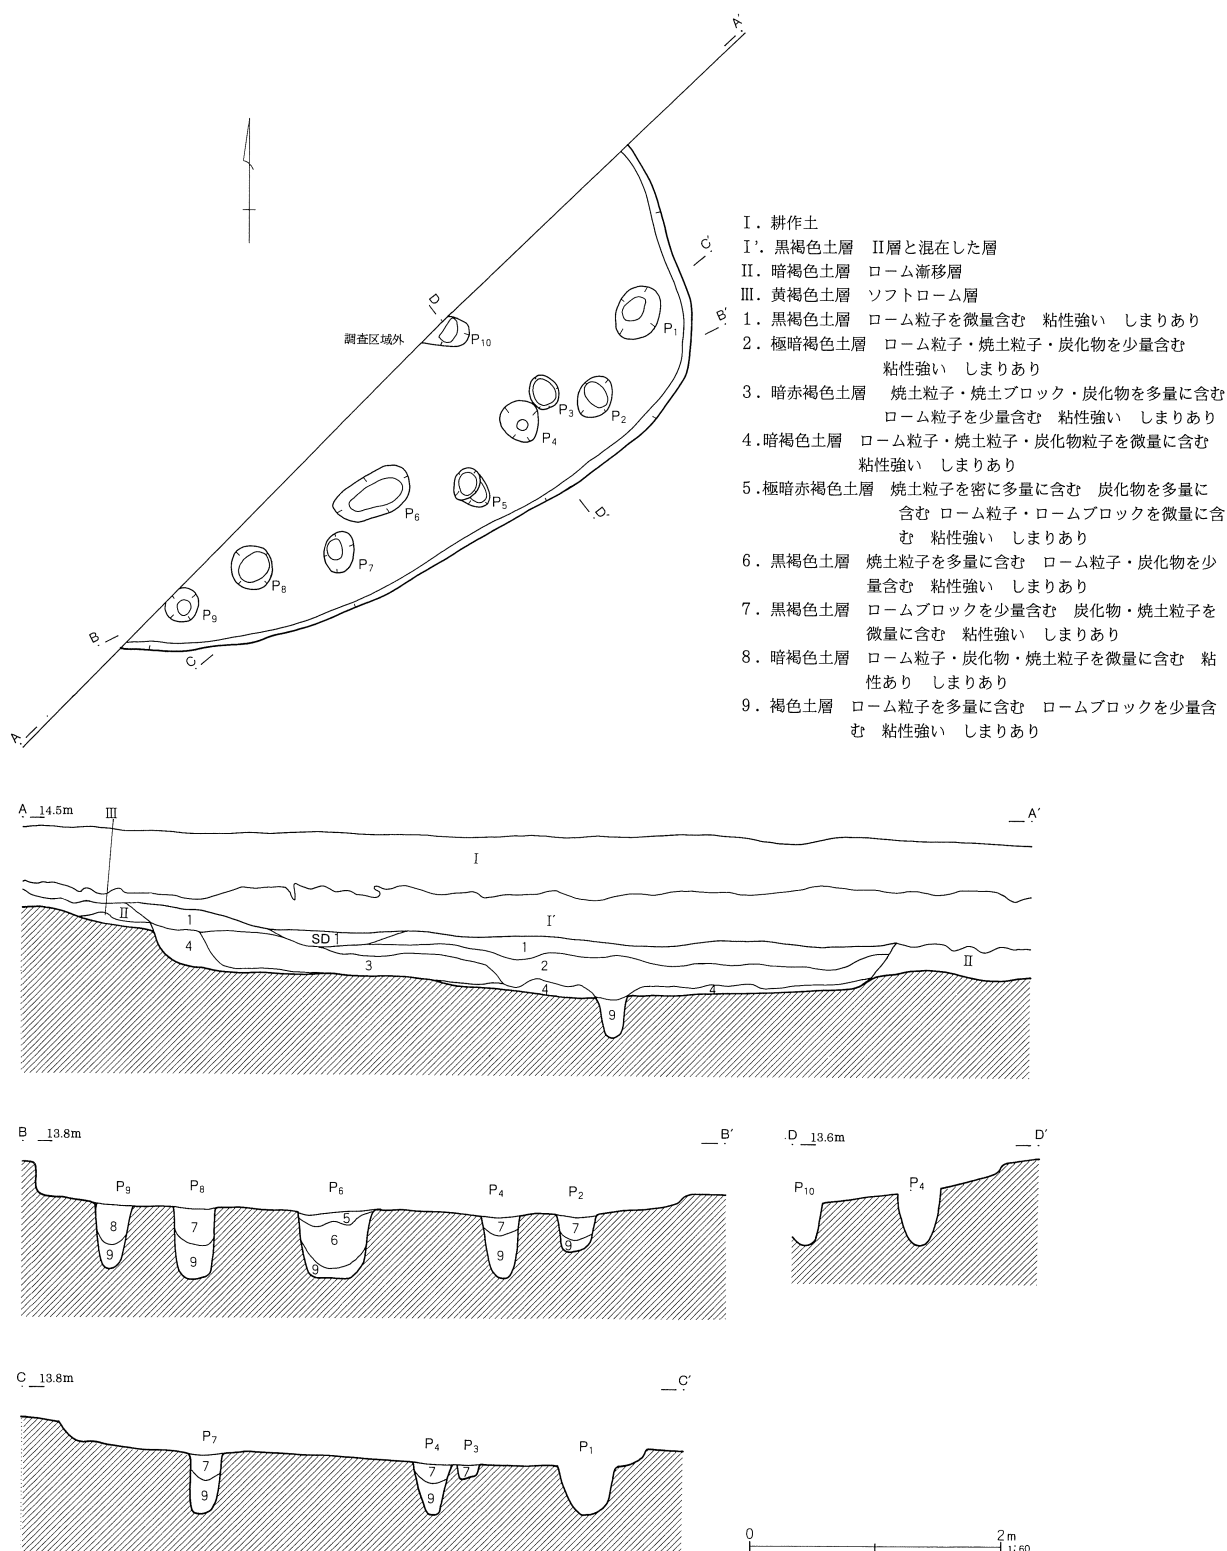 A′
C′
B′
D
調査区域外
P10
P1
P3
P2
P4
P5
P6
P7
P8
P9
D′
B
C
A
Ⅰ．耕作土
Ⅰ’．黒褐色土層　Ⅱ層と混在した層
Ⅱ．暗褐色土層　ローム漸移層
Ⅲ．黄褐色土層　ソフトローム層
１．黒褐色土層　ローム粒子を微量含む　粘性強い　しまりあり
２．極暗褐色土層　ローム粒子・焼土粒子・炭化物を少量含む
粘性強い　しまりあり
３．暗赤褐色土層　焼土粒子・焼土ブロック・炭化物を多量に含む
ローム粒子を少量含む　粘性強い　しまりあり
４．暗褐色土層　ローム粒子・焼土粒子・炭化物粒子を微量に含む
粘性強い　しまりあり
５．極暗赤褐色土層　焼土粒子を密に多量に含む　炭化物を多量に
含む　ローム粒子・ロームブロックを微量に含
む　粘性強い　しまりあり
６．黒褐色土層　焼土粒子を多量に含む　ローム粒子・炭化物を少
量含む　粘性強い　しまりあり
７．黒褐色土層　ロームブロックを少量含む　炭化物・焼土粒子を
微量に含む　粘性強い　しまりあり
８．暗褐色土層　ローム粒子・炭化物・焼土粒子を微量に含む　粘
性あり　しまりあり
９．褐色土層　ローム粒子を多量に含む　ロームブロックを少量含
む　粘性強い　しまりあり
A 14.5m Ⅲ A′
Ⅰ
Ⅱ 1 Ⅰ′
SD 1
4 3 1 2 Ⅱ
4 4
9
B 13.8m B′
P9 P8 P6 P4 P2
8 7 5 7 7
6
9 9 9 9 9
D 13.6m D′
P10 P4
C 13.8m C′
P7 P4 P3 P1
7 7 7
9 9
0 2m
1:60